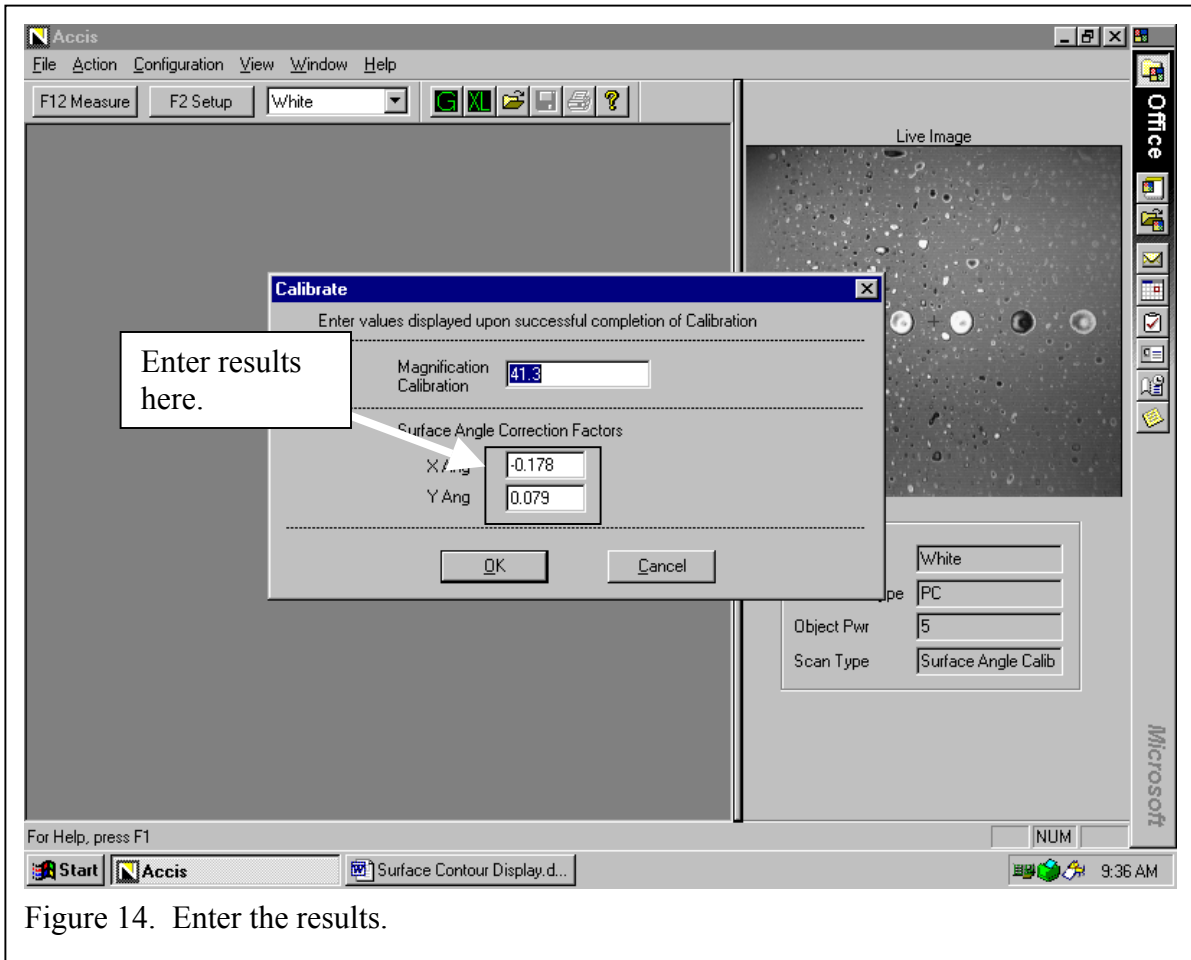 Accis
File Action Configuration View Window Help
F12 Measure F2 Setup White G XL ?
Office
Live Image
Calibrate
Enter values displayed upon successful completion of Calibration
Enter results
here.
Magnification
Calibration
41.3
Surface Angle Correction Factors
X Ang -0.178
Y Ang 0.079
OK Cancel
White
pe PC
Object Pwr 5
Scan Type Surface Angle Calib
Microsoft
For Help, press F1 NUM
Start Accis Surface Contour Display.d... 9:36 AM
Figure 14. Enter the results.